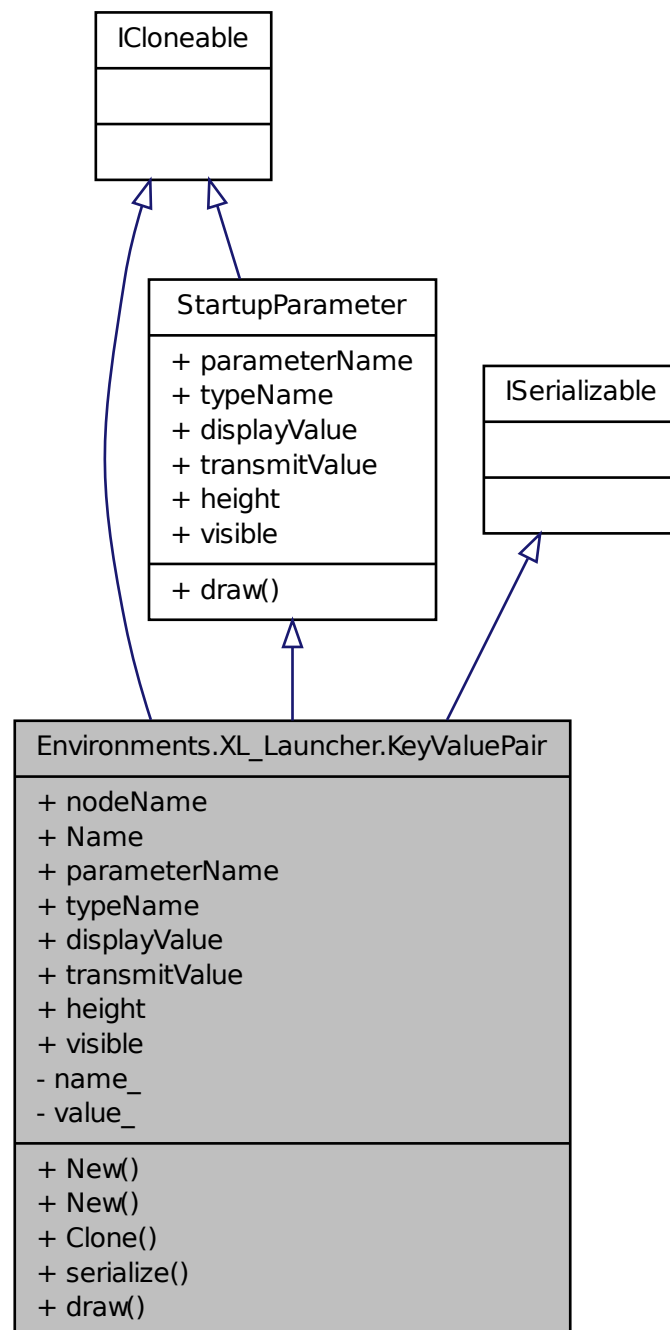 ICloneable
StartupParameter
+ parameterName
+ typeName
+ displayValue
+ transmitValue
+ height
+ visible
+ draw()
ISerializable
Environments.XL_Launcher.KeyValuePair
+ nodeName
+ Name
+ parameterName
+ typeName
+ displayValue
+ transmitValue
+ height
+ visible
- name_
- value_
+ New()
+ New()
+ Clone()
+ serialize()
+ draw()